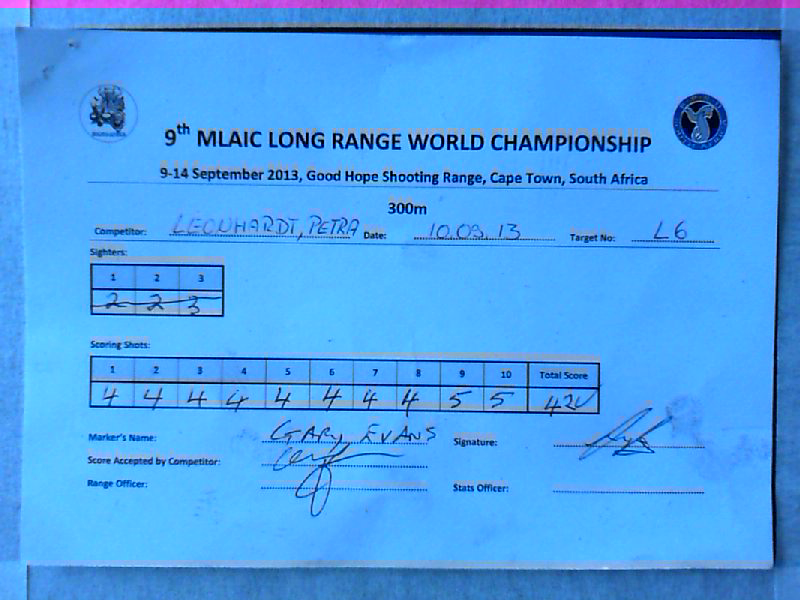 9th MLAIC LONG RANGE WORLD CHAMPIONSHIP
9-14 September 2013, Good Hope Shooting Range, Cape Town, South Africa
300m
Competitor: LEONHARDT, PETRA Date: 10.09.13 Target No: L6
Sighters:
1 2 3
2 2 3
Scoring Shots:
1 2 3 4 5 6 7 8 9 10 Total Score
4 4 4 4 4 4 4 4 5 5 42
Marker's Name: GARY EVANS Signature:
Score Accepted by Competitor:
Range Officer: Stats Officer: